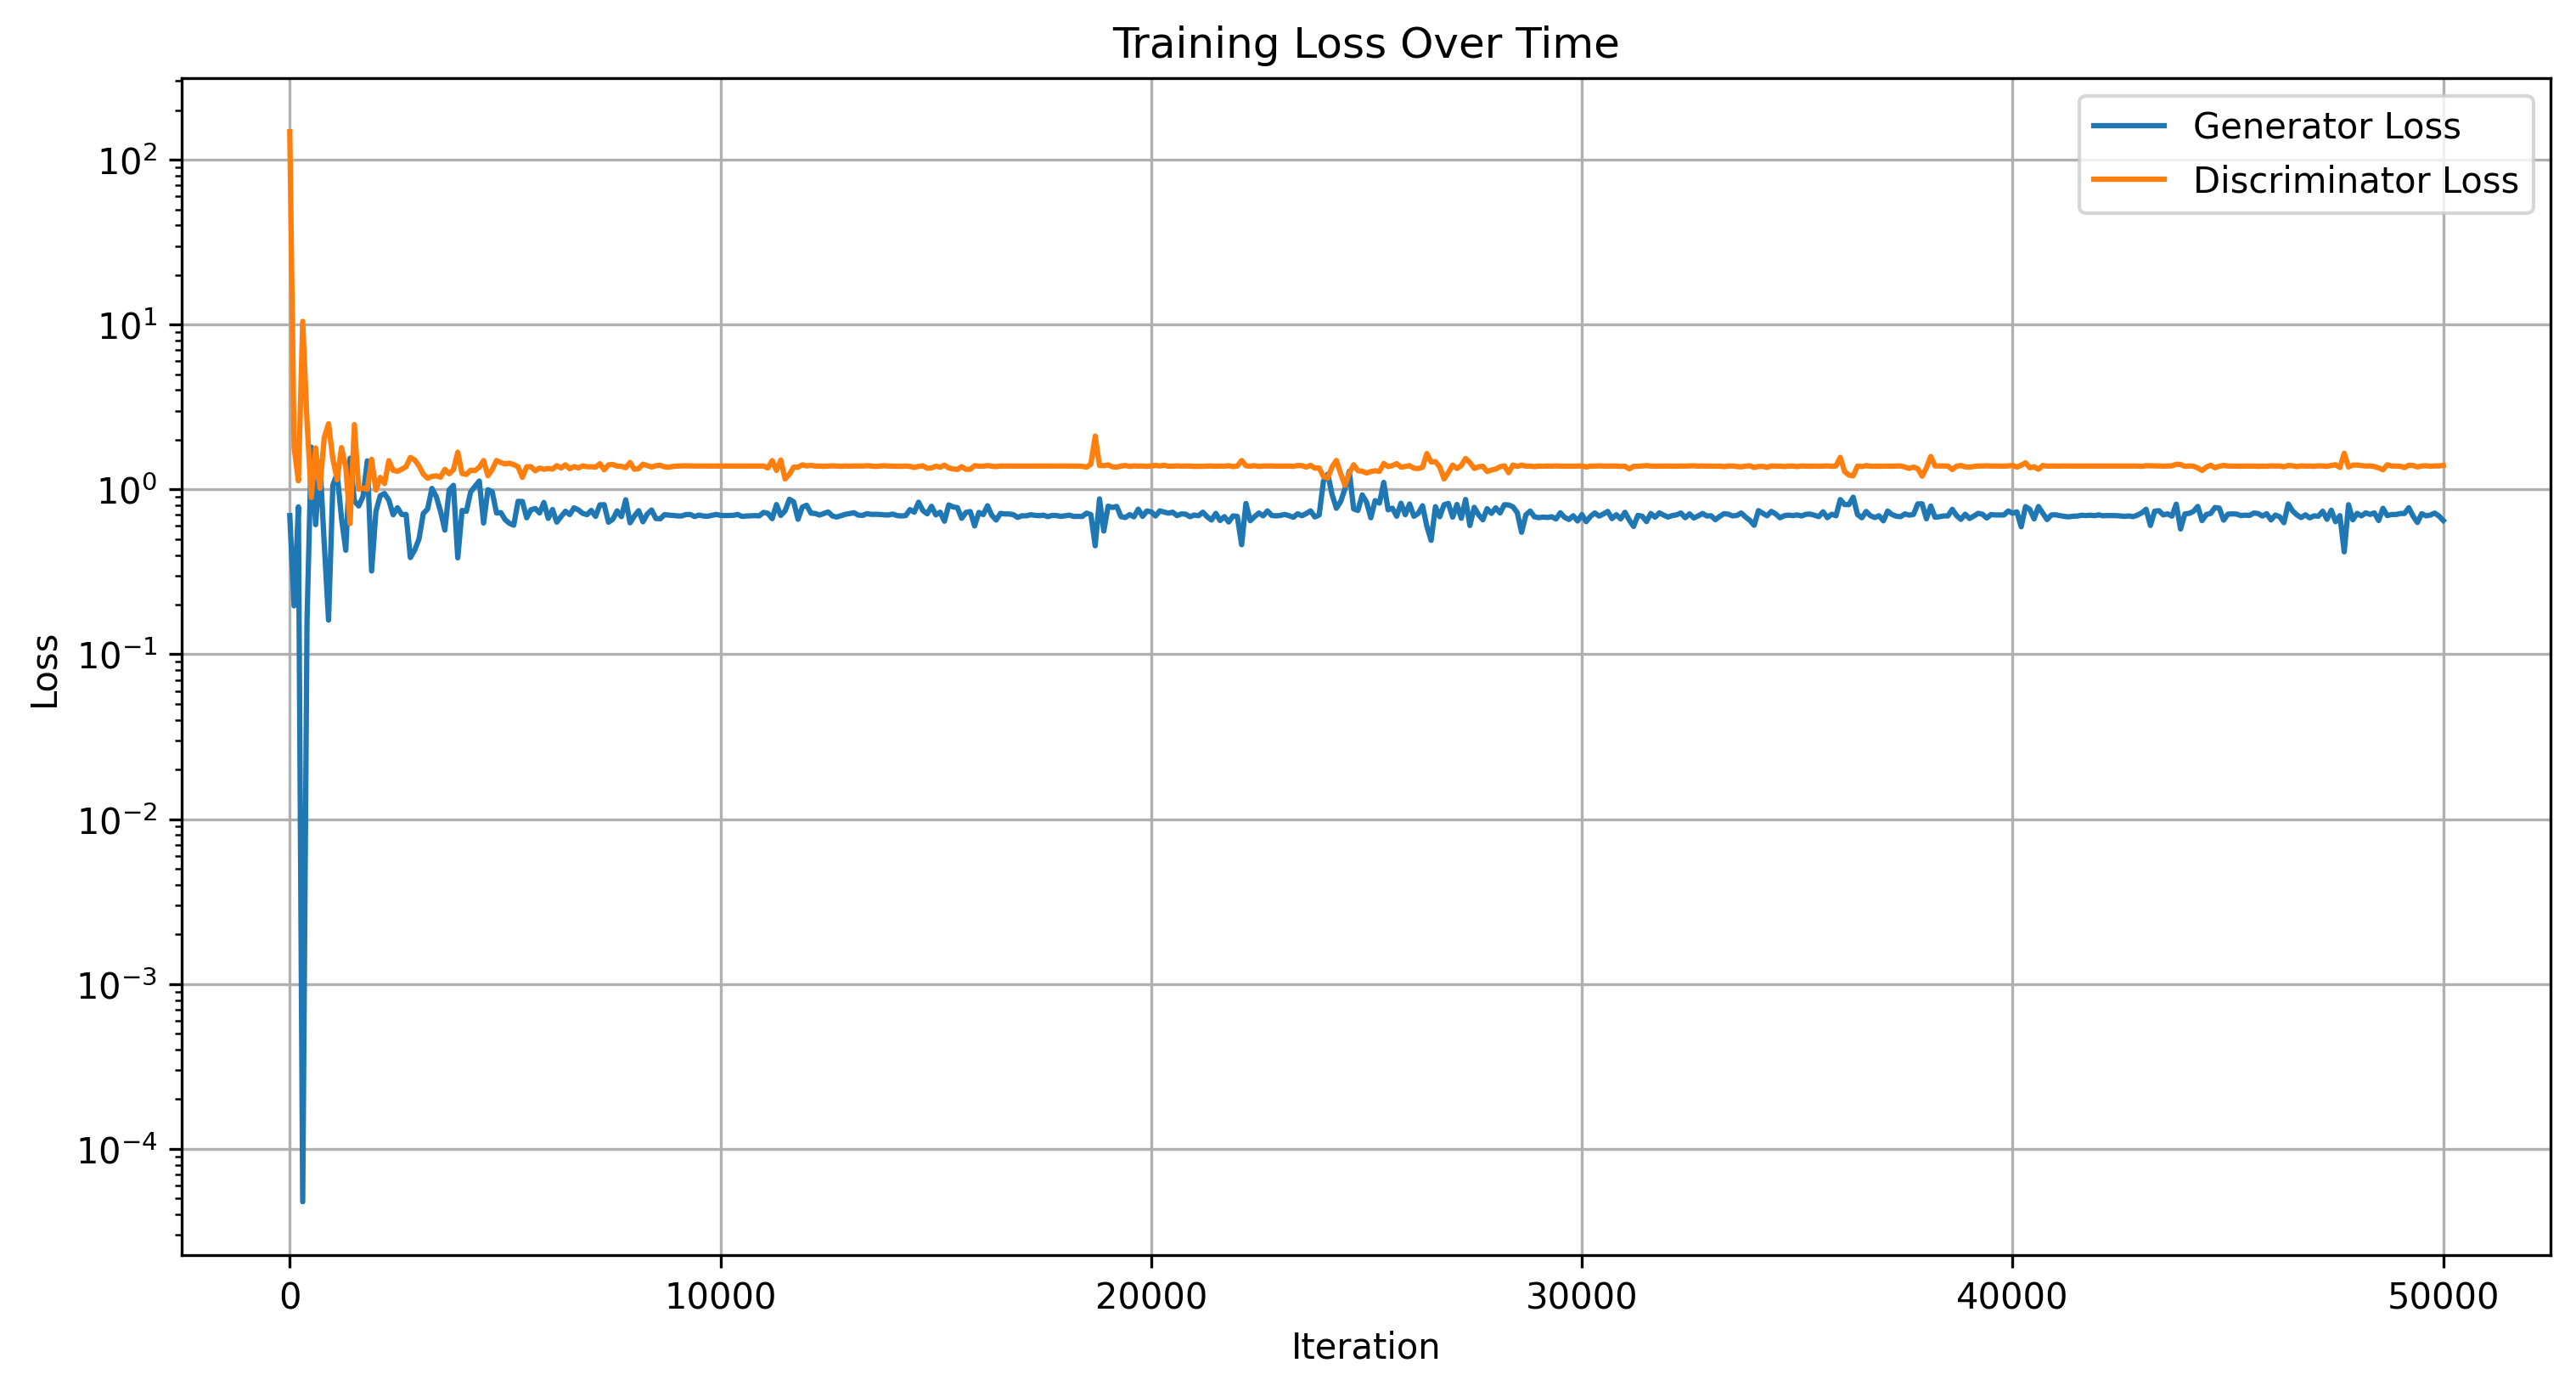 Training Loss Over Time
Generator Loss
Discriminator Loss
10²
10¹
10⁰
10⁻¹
10⁻²
10⁻³
10⁻⁴
Loss
0 10000 20000 30000 40000 50000
Iteration